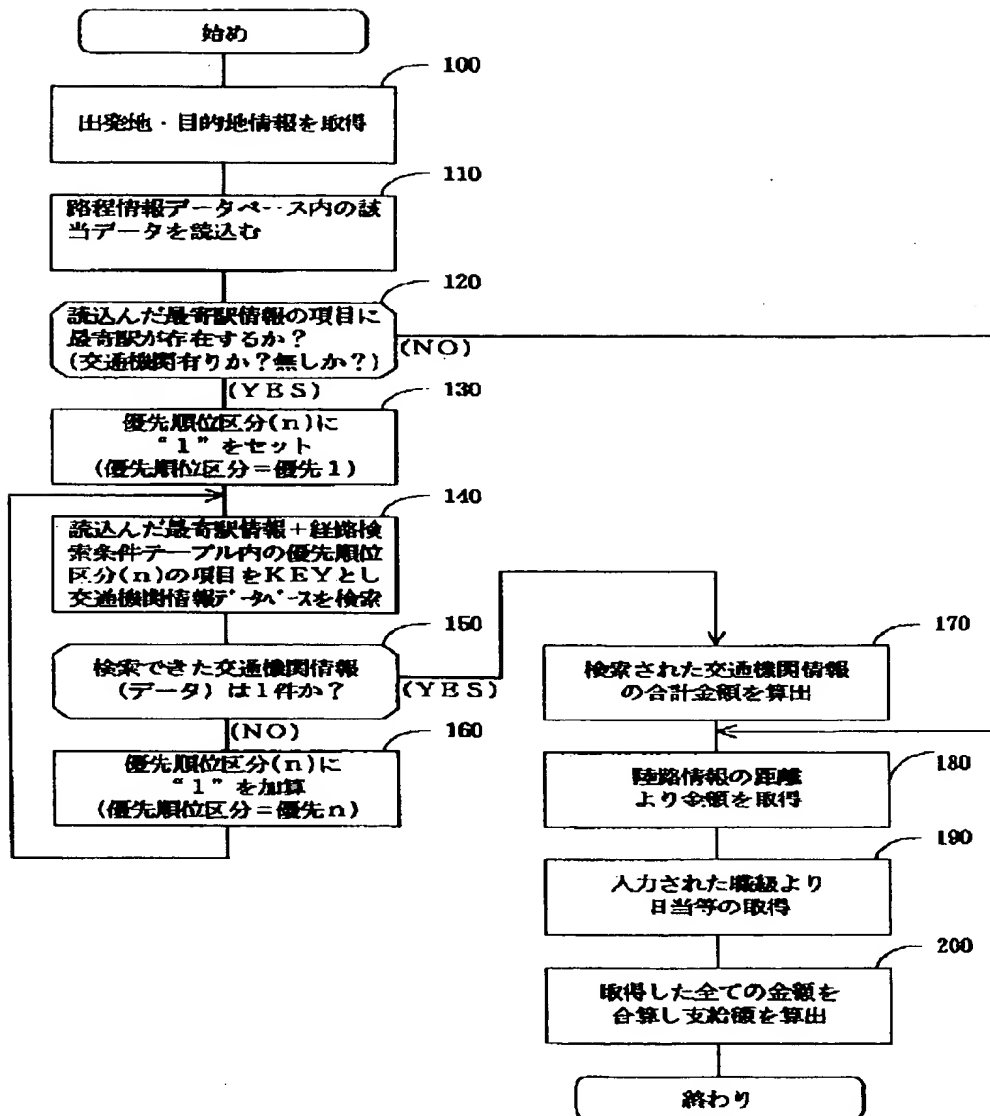 始め
100
出発地・目的地情報を取得
110
路程情報データベース内の該
当データを読込む
120
読込んだ最寄駅情報の項目に
最寄駅が存在するか？
(交通機関有りか？無しか？)
(NO)
(YES)
130
優先順位区分(n)に
“1”をセット
(優先順位区分＝優先1)
140
読込んだ最寄駅情報＋経路検
索条件テーブル内の優先順位
区分(n)の項目をKEYとし
交通機関情報ﾃﾞｰﾀﾍﾞｰｽを検索
150
検索できた交通機関情報
(データ)は1件か？
(YES)
(NO)
160
優先順位区分(n)に
“1”を加算
(優先順位区分＝優先n)
170
検索された交通機関情報
の合計金額を算出
180
陸路情報の距離
より金額を取得
190
入力された職級より
日当等の取得
200
取得した全ての金額を
合算し支給額を算出
終わり